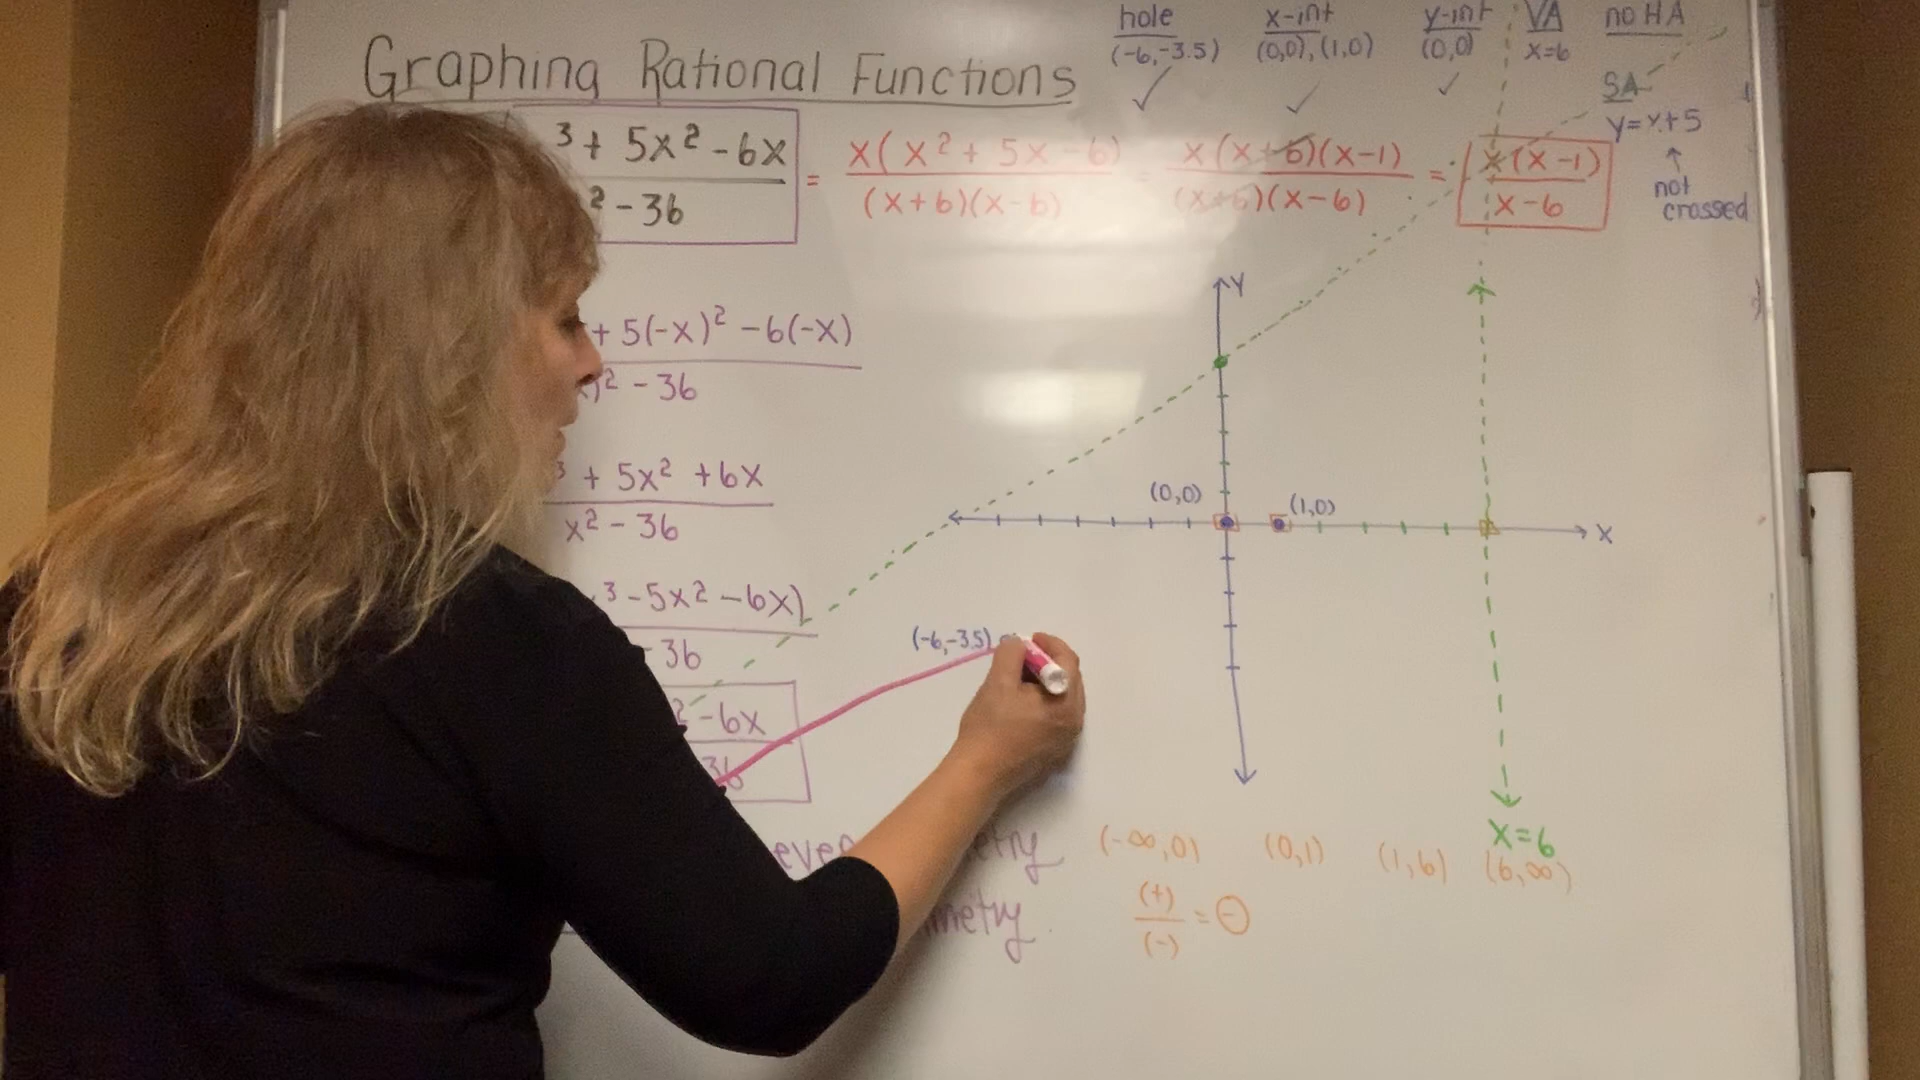 Graphing Rational Functions
hole
(-6,-3.5)
✓
x-int
(0,0),(1,0)
✓
y-int
(0,0)
✓
VA
x=6
no HA
SA
y=x+5
↑
not
crossed
³+ 5x²-6x
²-36
= x(x²+5x-6)
(x+6)(x-6)
= x(x+6)(x-1)
(x+6)(x-6)
= x(x-1)
x-6
+5(-x)²-6(-x)
)²-36
³ + 5x² +6x
x²-36
³-5x²-6x)
-36
²-6x
36
y
(0,0)
(1,0)
x
(-6,-3.5)
x=6
even
(-∞,0) (0,1) (1,6) (6,∞)
(+)
(-)
= ⊖